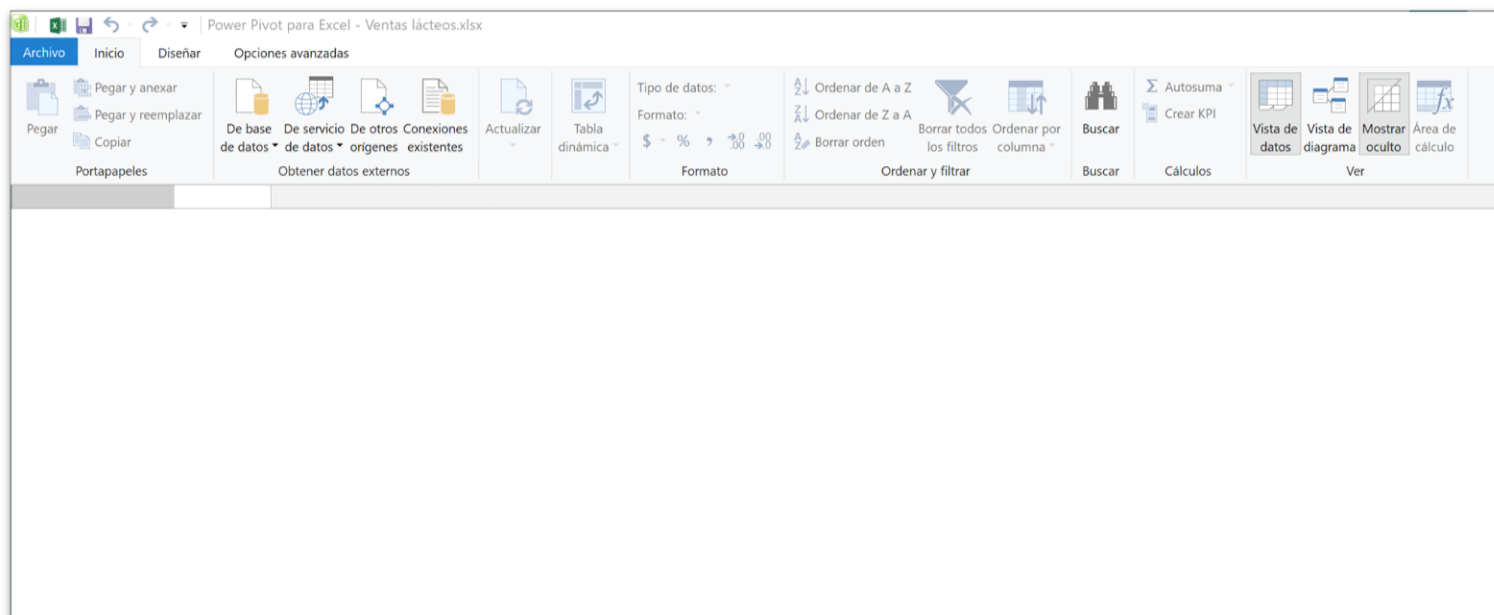 Power Pivot para Excel - Ventas lácteos.xlsx
Archivo Inicio Diseñar Opciones avanzadas
Pegar
Pegar y anexar
Pegar y reemplazar
Copiar
Portapapeles
De base de datos
De servicio de datos
De otros orígenes
Conexiones existentes
Obtener datos externos
Actualizar
Tabla dinámica
Tipo de datos:
Formato:
$ % , .00 .00
Formato
Ordenar de A a Z
Ordenar de Z a A
Borrar orden
Borrar todos los filtros
Ordenar por columna
Ordenar y filtrar
Buscar
Buscar
Σ Autosuma
Crear KPI
Cálculos
Vista de datos
Vista de diagrama
Mostrar oculto
fx
Área de cálculo
Ver